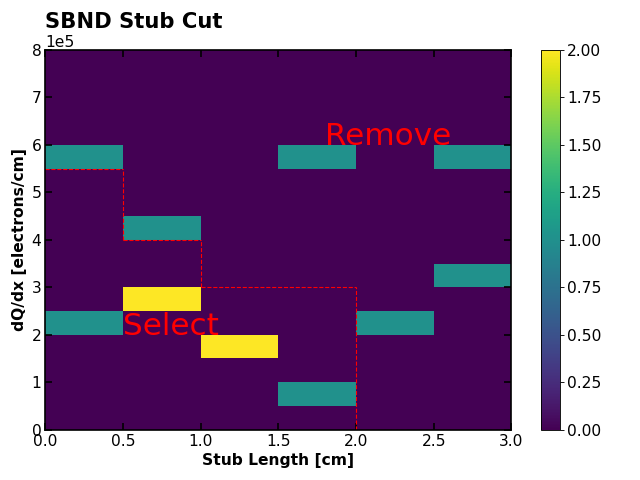 SBND Stub Cut
1e5
8
7
6
5
4
3
2
1
0
dQ/dx [electrons/cm]
Remove
Select
0.0 0.5 1.0 1.5 2.0 2.5 3.0
Stub Length [cm]
2.00
1.75
1.50
1.25
1.00
0.75
0.50
0.25
0.00